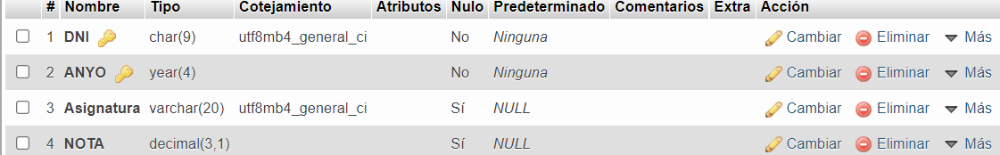 # Nombre Tipo Cotejamiento Atributos Nulo Predeterminado Comentarios Extra Acción
1 DNI char(9) utf8mb4_general_ci No Ninguna Cambiar Eliminar Más
2 ANYO year(4) No Ninguna Cambiar Eliminar Más
3 Asignatura varchar(20) utf8mb4_general_ci Sí NULL Cambiar Eliminar Más
4 NOTA decimal(3,1) Sí NULL Cambiar Eliminar Más